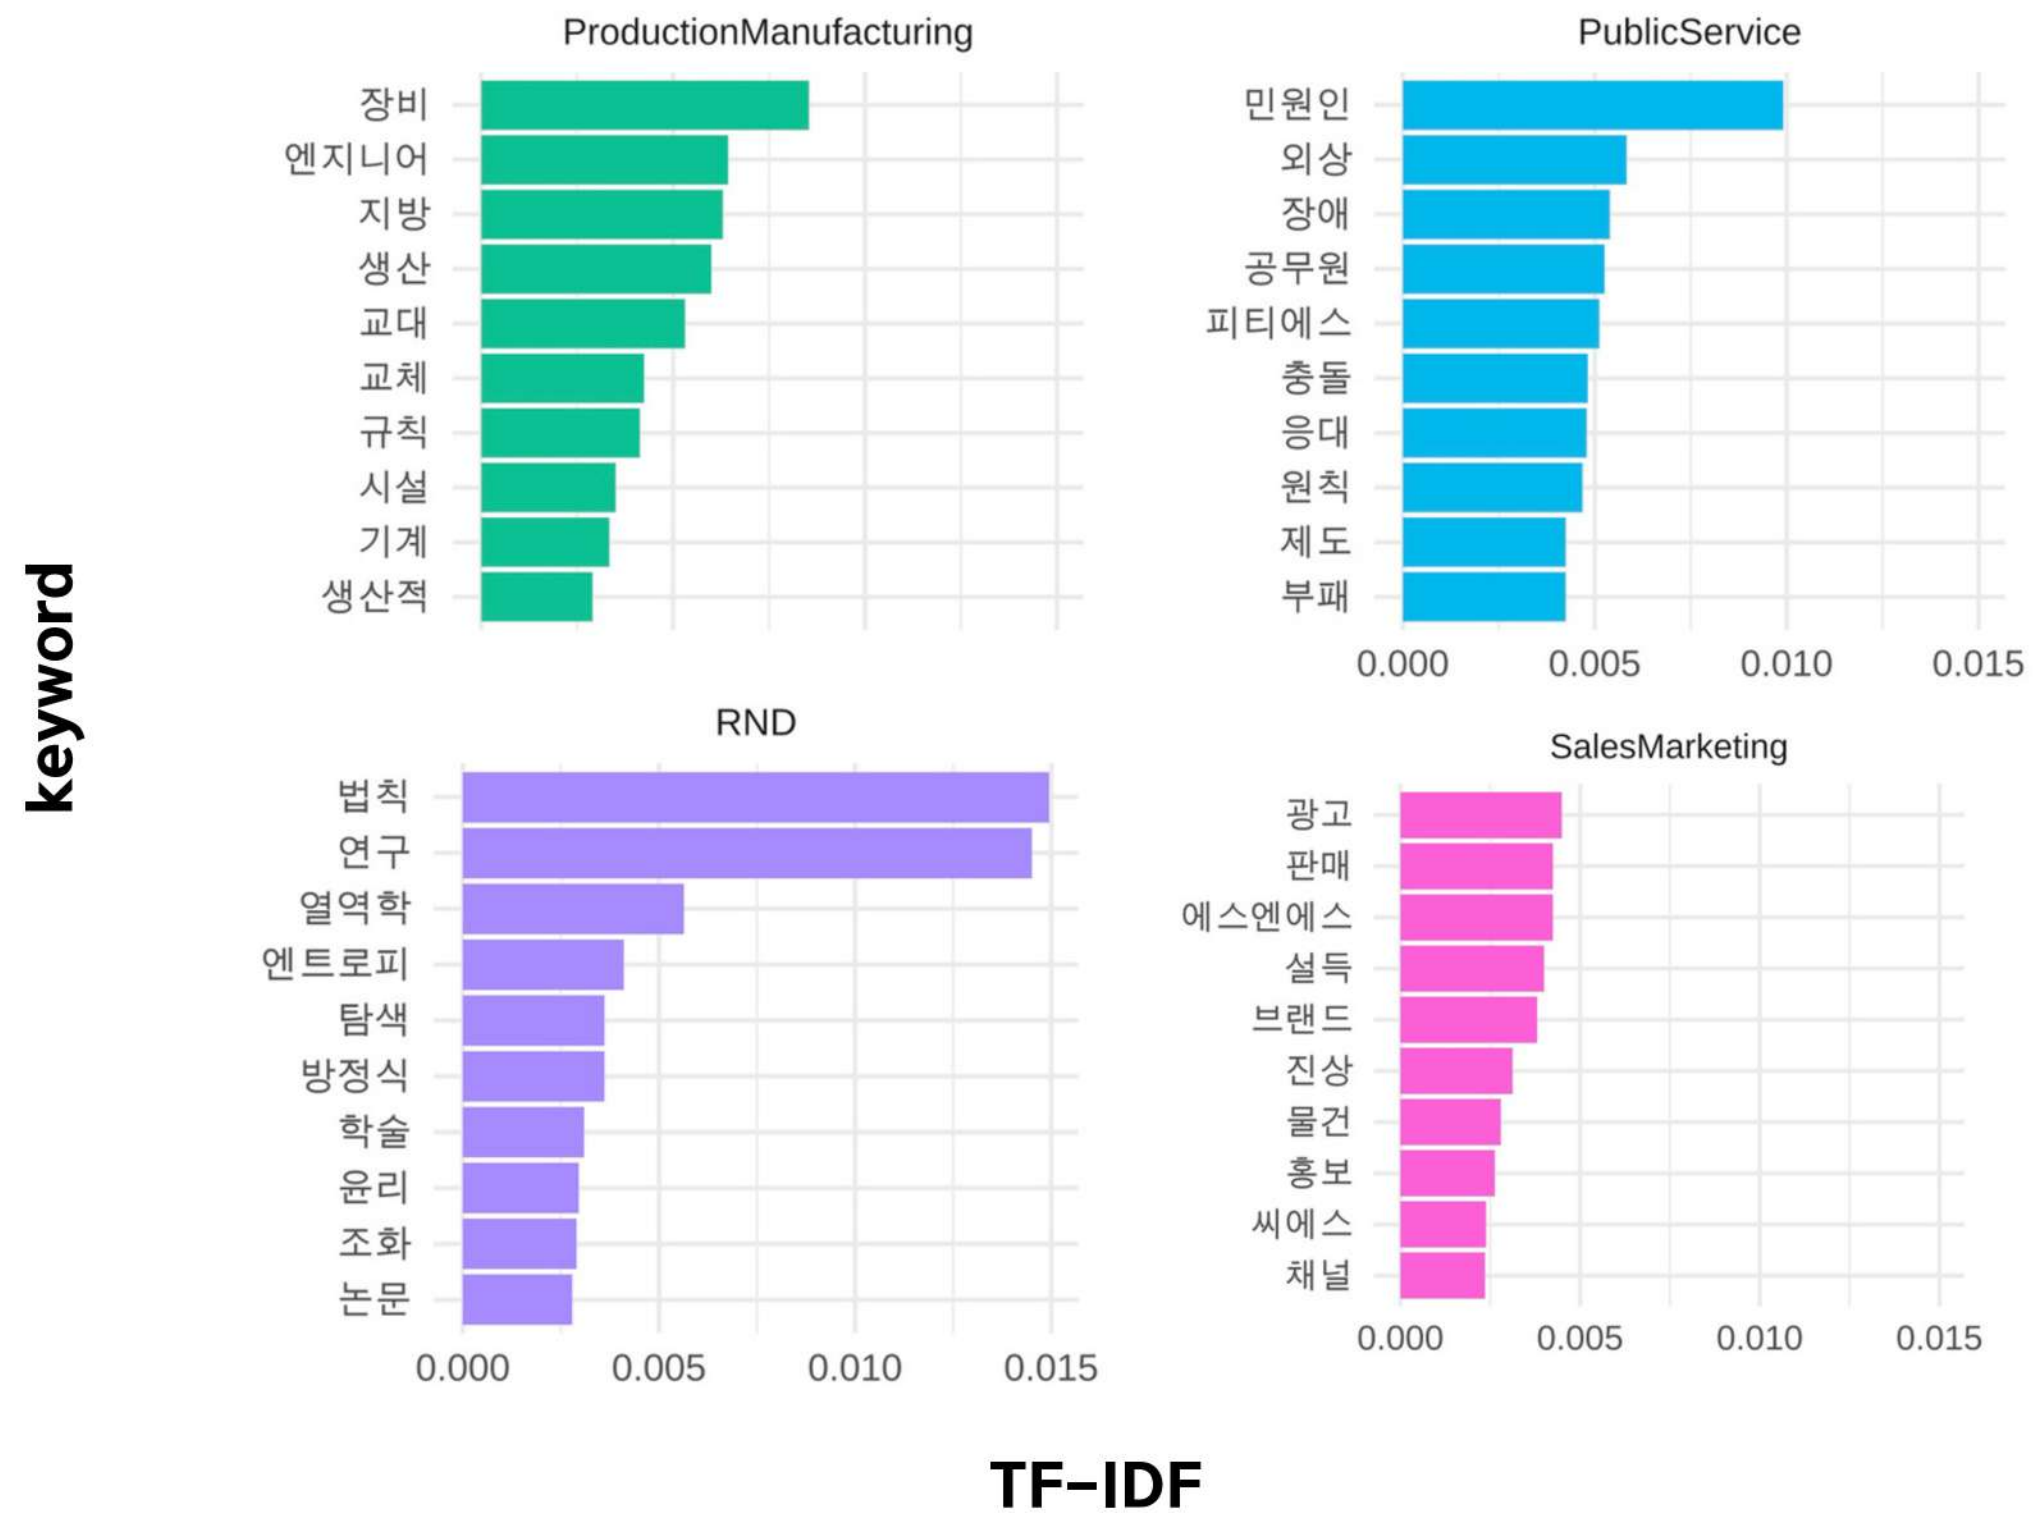 ProductionManufacturing
장비
엔지니어
지방
생산
교대
교체
규칙
시설
기계
생산적
PublicService
민원인
외상
장애
공무원
피티에스
충돌
응대
원칙
제도
부패
0.000 0.005 0.010 0.015
keyword
RND
법칙
연구
열역학
엔트로피
탐색
방정식
학술
윤리
조화
논문
0.000 0.005 0.010 0.015
SalesMarketing
광고
판매
에스엔에스
설득
브랜드
진상
물건
홍보
씨에스
채널
0.000 0.005 0.010 0.015
TF-IDF